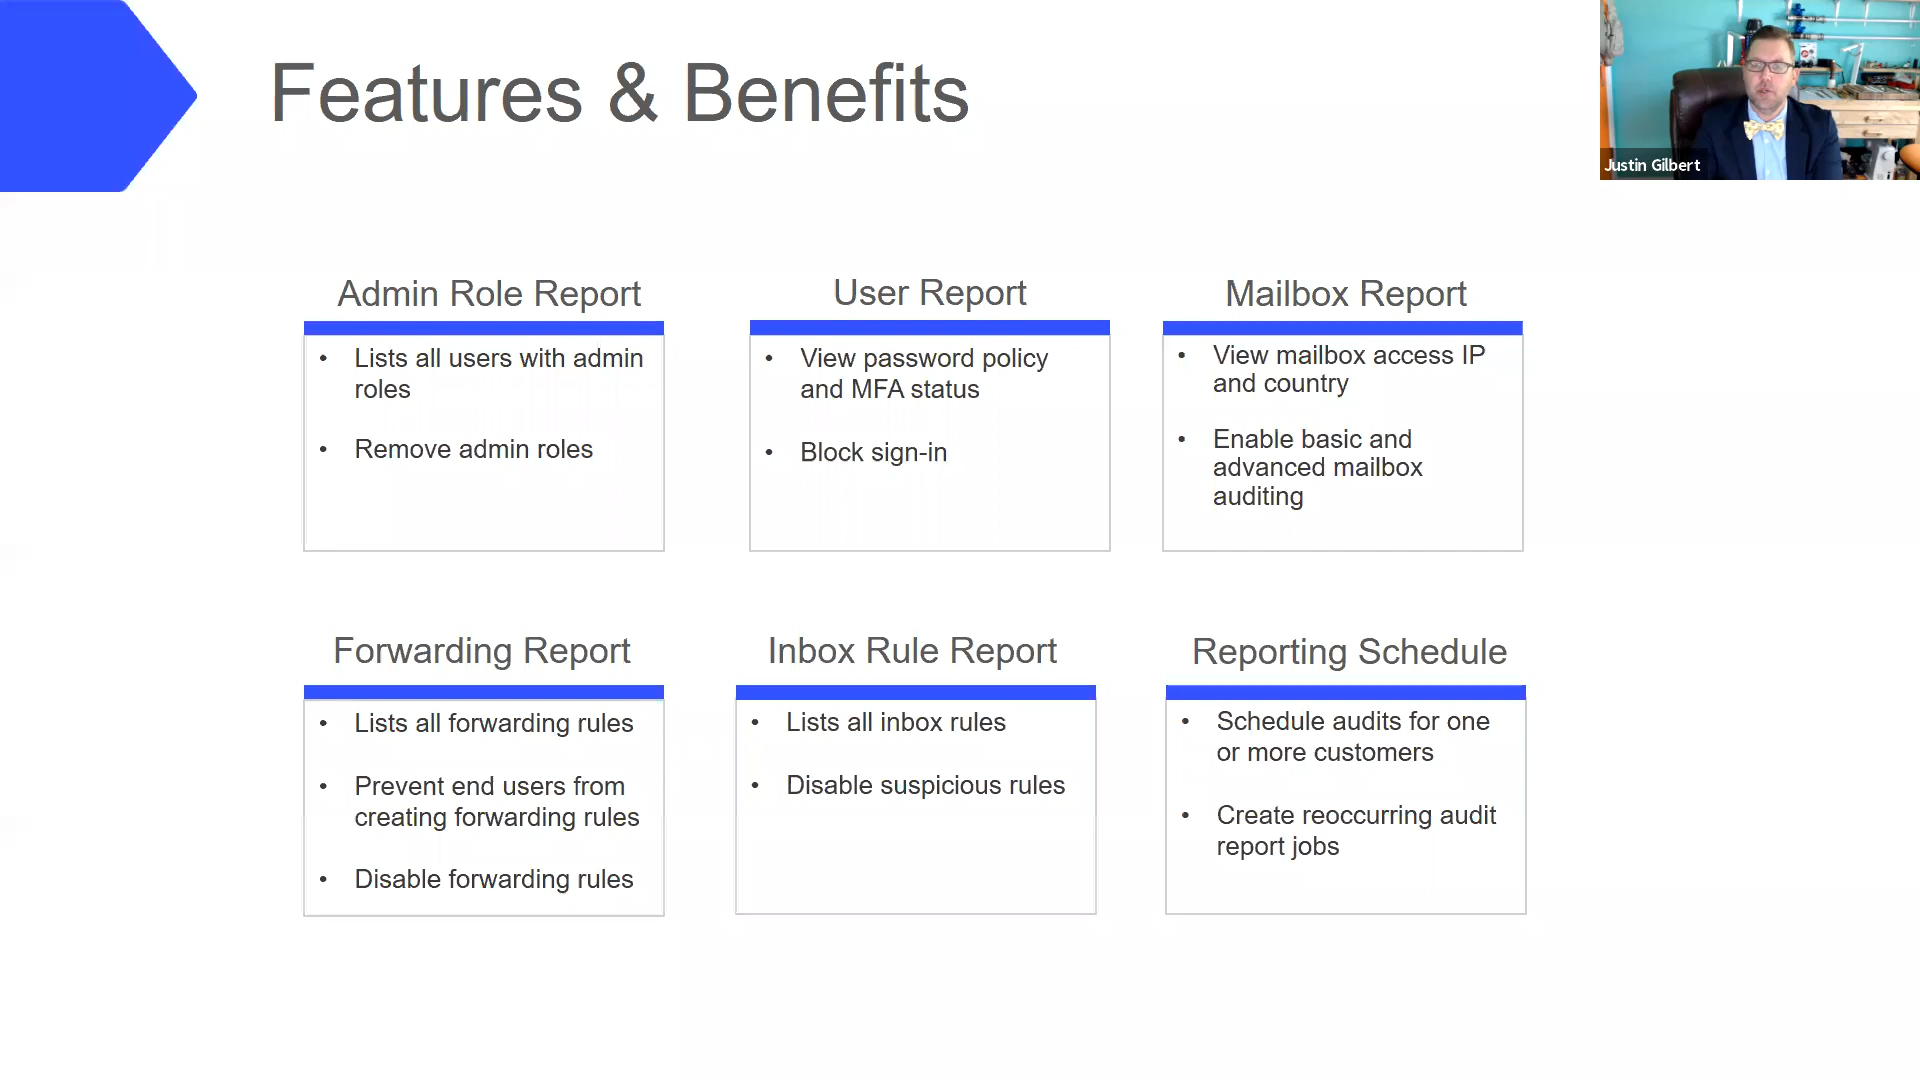 Features & Benefits
Justin Gilbert
Admin Role Report
• Lists all users with admin
roles
• Remove admin roles
User Report
• View password policy
and MFA status
• Block sign-in
Mailbox Report
• View mailbox access IP
and country
• Enable basic and
advanced mailbox
auditing
Forwarding Report
• Lists all forwarding rules
• Prevent end users from
creating forwarding rules
• Disable forwarding rules
Inbox Rule Report
• Lists all inbox rules
• Disable suspicious rules
Reporting Schedule
• Schedule audits for one
or more customers
• Create reoccurring audit
report jobs